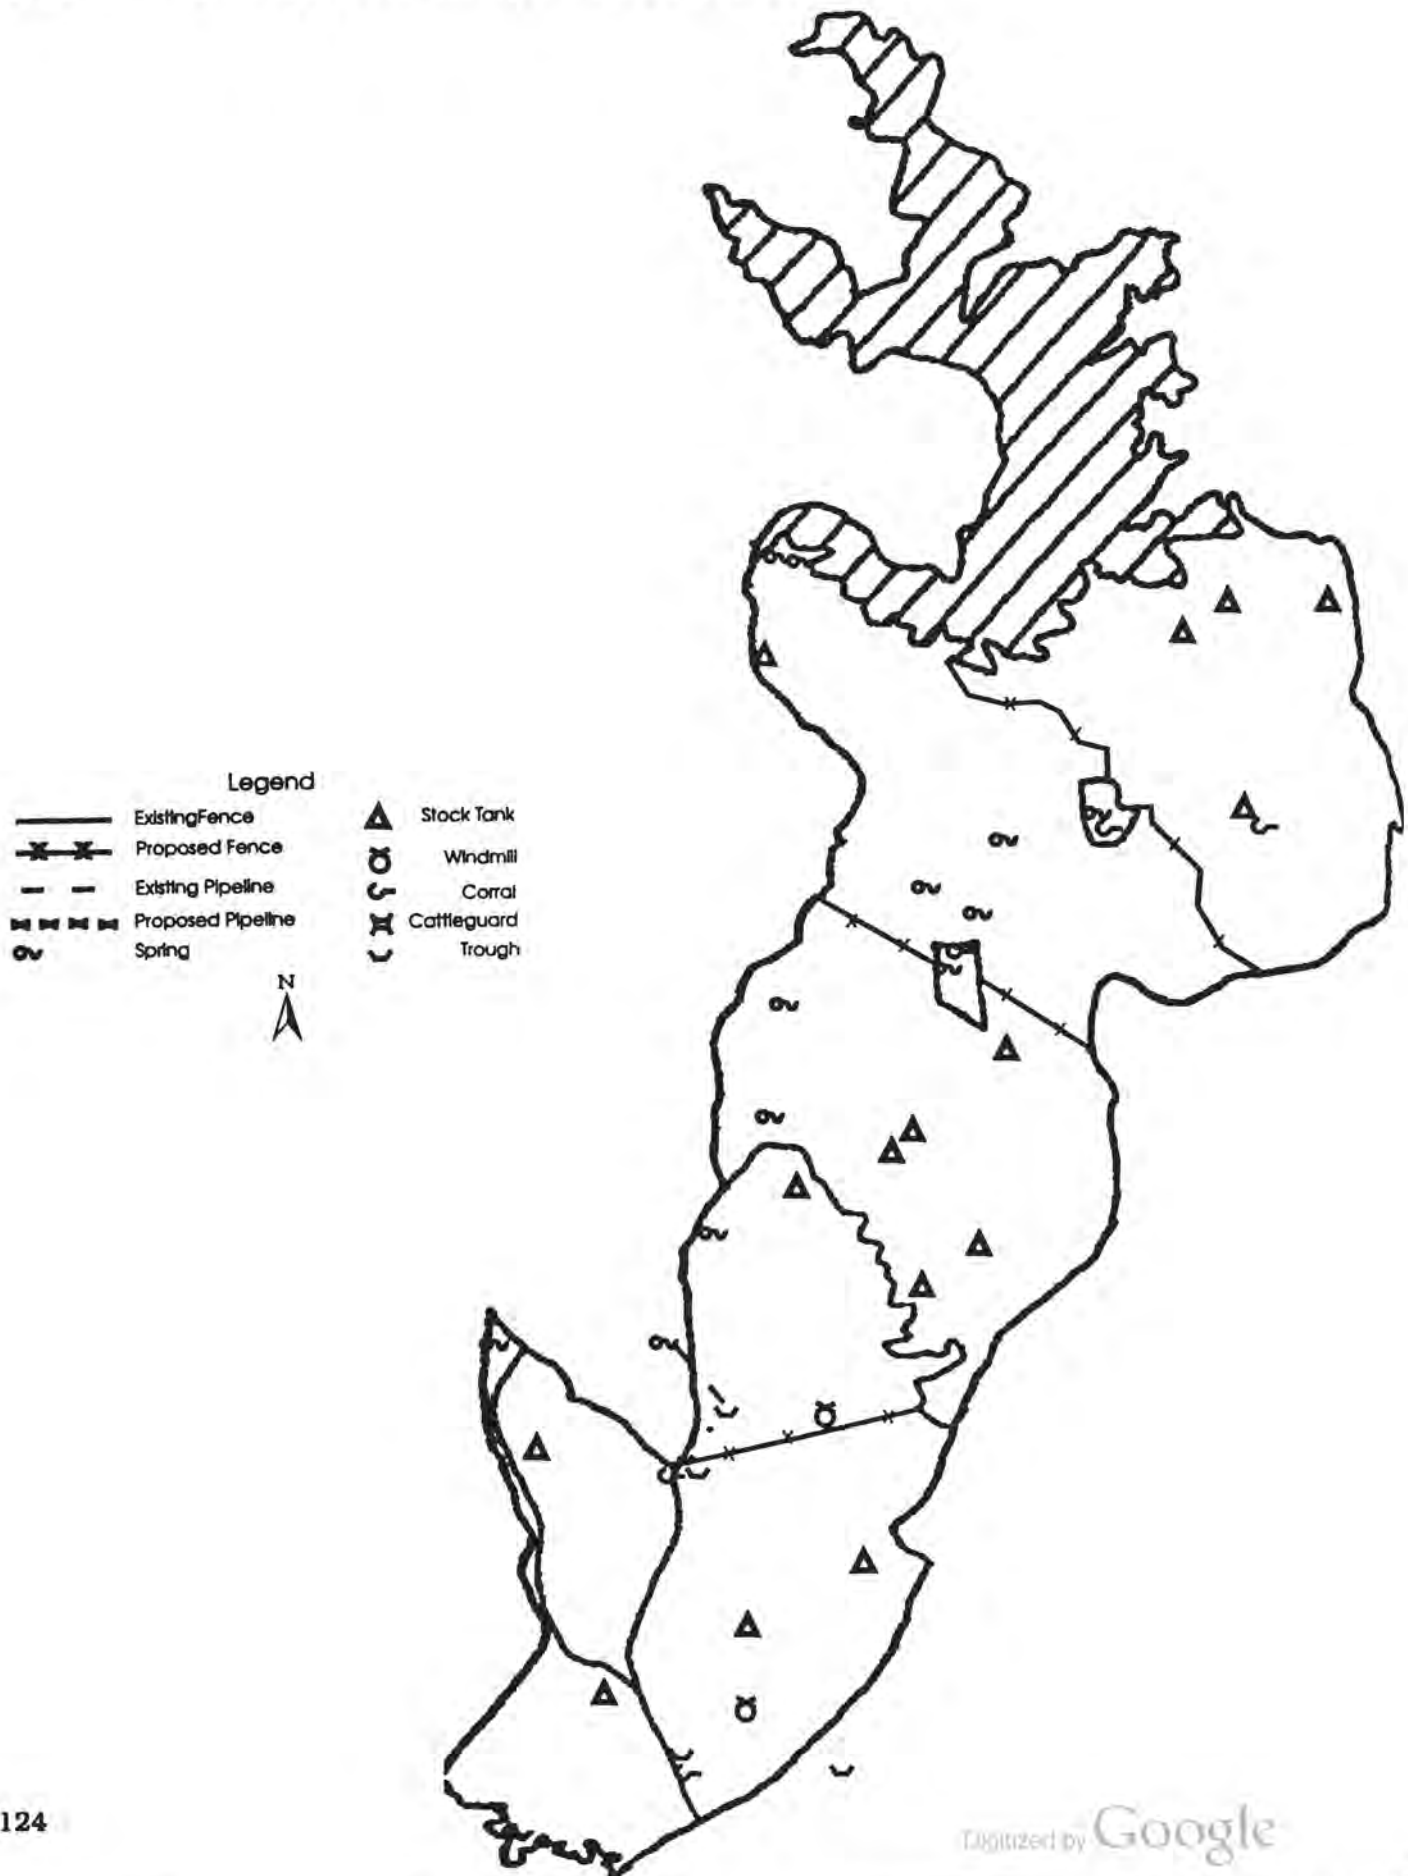 Legend
ExistingFence
Proposed Fence
Existing Pipeline
Proposed Pipeline
Spring
Stock Tank
Windmill
Corral
Cattleguard
Trough
N
124
Digitized by Google